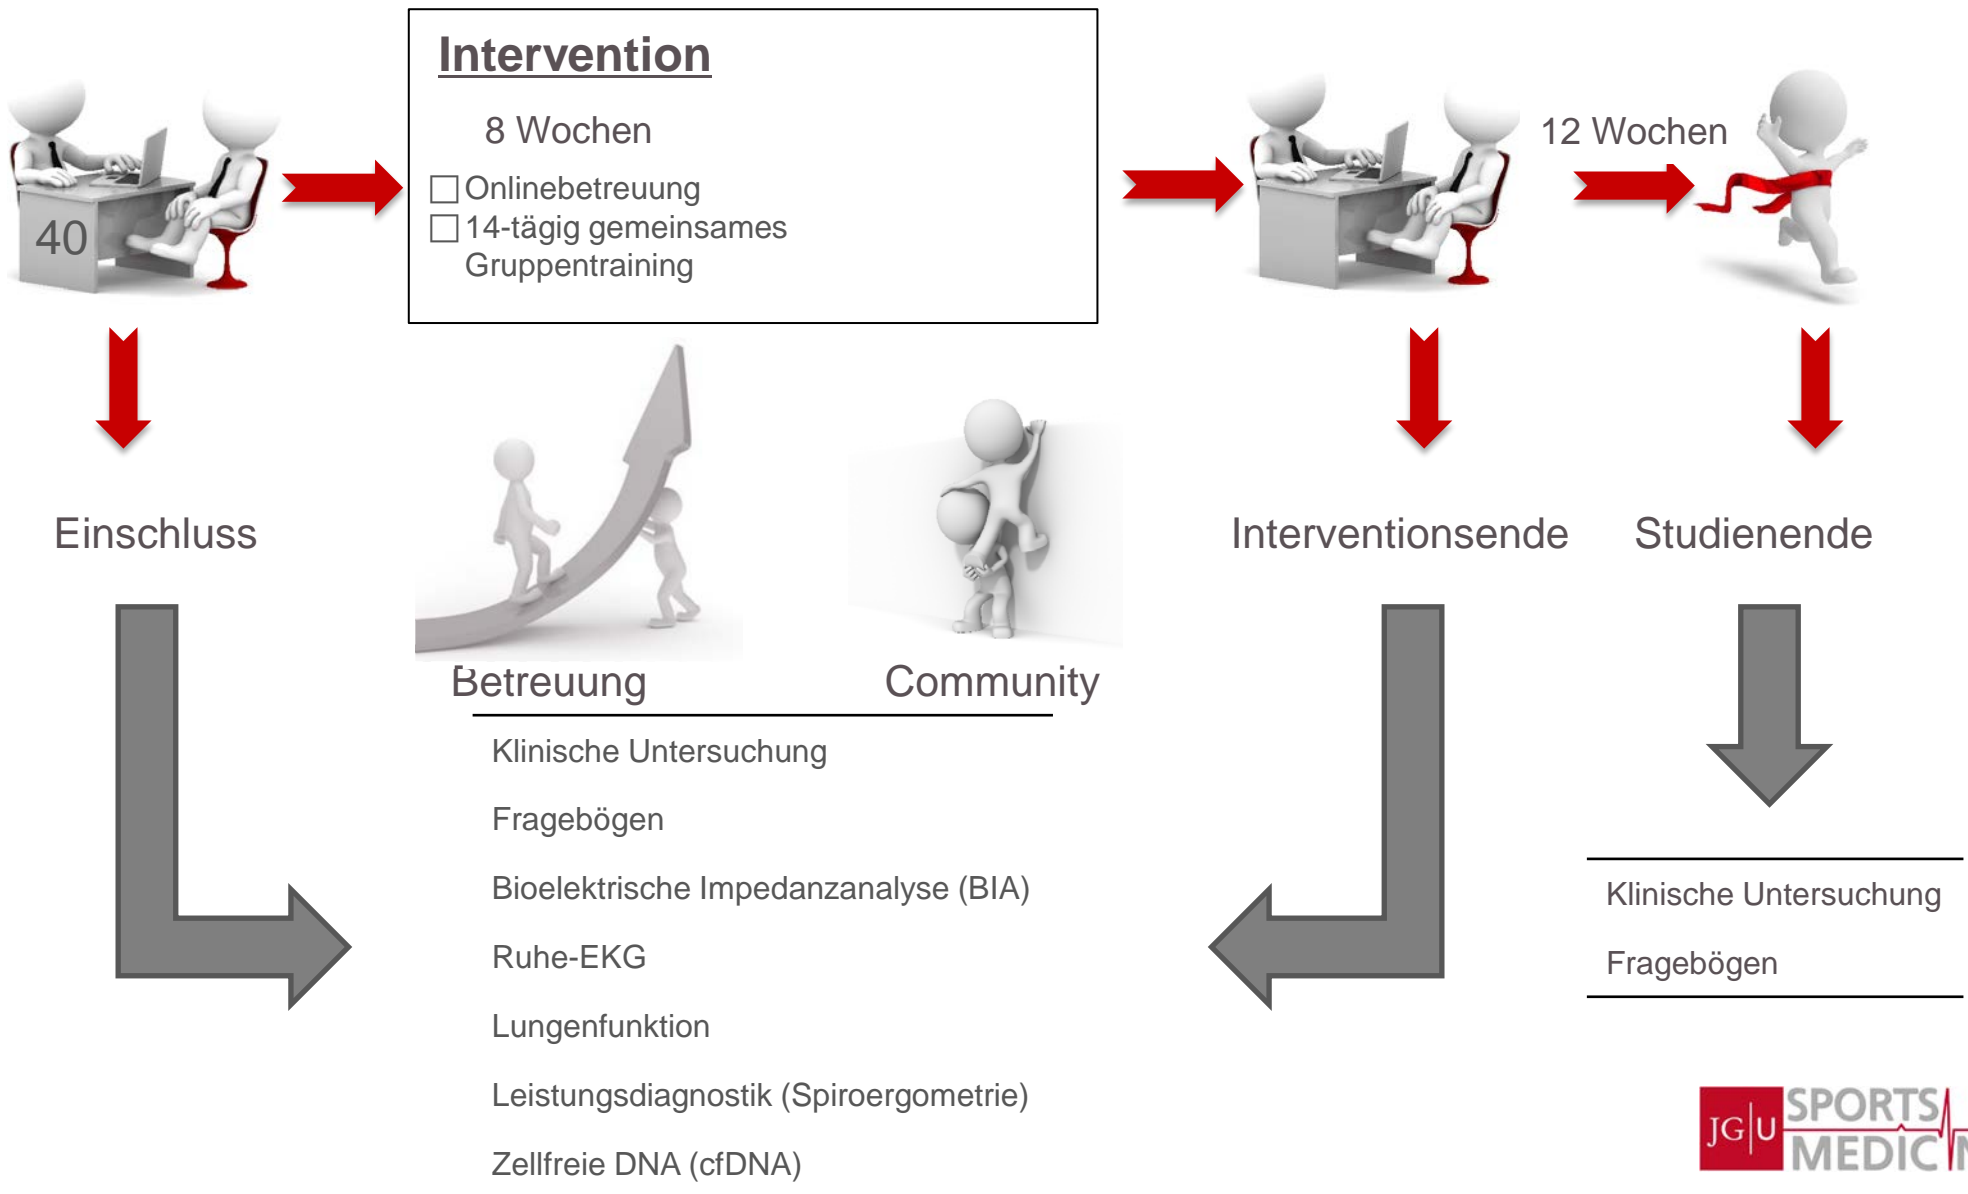 Intervention
8 Wochen
Onlinebetreuung
14-tägig gemeinsames
Gruppentraining
40
12 Wochen
Einschluss
Interventionsende
Studienende
Betreuung
Community
Klinische Untersuchung
Fragebögen
Bioelektrische Impedanzanalyse (BIA)
Ruhe-EKG
Lungenfunktion
Leistungsdiagnostik (Spiroergometrie)
Zellfreie DNA (cfDNA)
Klinische Untersuchung
Fragebögen
JG|U
SPORTS